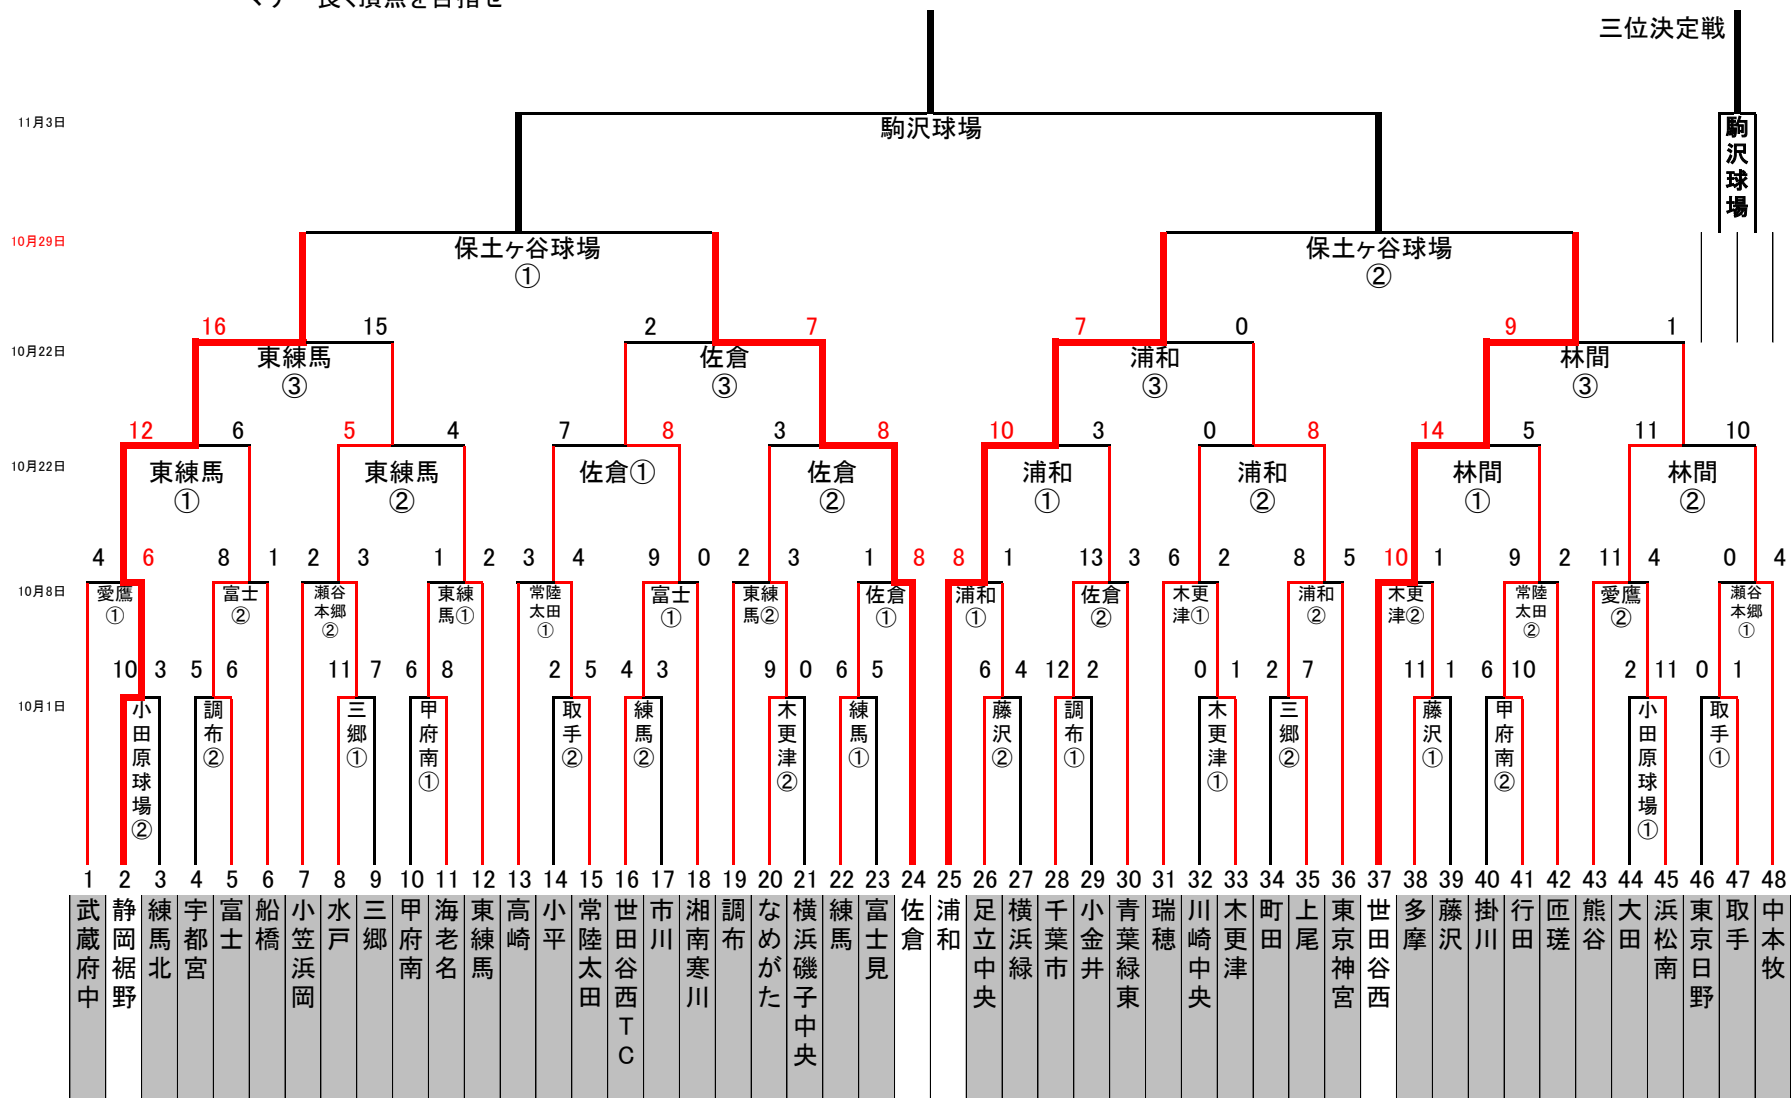 三位決定戦
11月3日
駒沢球場
駒沢球場
10月29日
保土ヶ谷球場
①
保土ヶ谷球場
②
16 15 2 7 7 0 9 1
10月22日
東練馬
③
佐倉
③
浦和
③
林間
③
12 6 5 4 7 8 3 8 10 3 0 8 14 5 11 10
10月22日
東練馬
①
東練馬
②
佐倉①
佐倉
②
浦和
①
浦和
②
林間
①
林間
②
4 6 8 1 2 3 1 2 3 4 9 0 2 3 1 8 8 1 13 3 6 2 8 5 10 1 9 2 11 4 0 4
10月8日
愛鷹
①
富士
②
瀬谷
本郷
②
東練
馬①
常陸
太田
①
富士
①
東練
馬②
佐倉
①
浦和
①
佐倉
②
木更
津①
浦和
②
木更
津②
常陸
太田
②
愛鷹
②
瀬谷
本郷
①
10 3 5 6 11 7 6 8 2 5 4 3 9 0 6 5 6 4 12 2 0 1 2 7 11 1 6 10 2 11 0 1
10月1日
小田原球場②
調布②
三郷①
甲府南①
取手②
練馬②
木更津②
練馬①
藤沢②
調布①
木更津①
三郷②
藤沢①
甲府南②
小田原球場①
取手①
1 2 3 4 5 6 7 8 9 10 11 12 13 14 15 16 17 18 19 20 21 22 23 24 25 26 27 28 29 30 31 32 33 34 35 36 37 38 39 40 41 42 43 44 45 46 47 48
武蔵府中
静岡裾野
練馬北
宇都宮
富士
船橋
小笠浜岡
水戸
三郷
甲府南
海老名
東練馬
高崎
小平
常陸太田
世田谷西TC
市川
湘南寒川
調布
なめがた
横浜磯子中央
練馬
富士見
佐倉
浦和
足立中央
横浜緑
千葉市
小金井
青葉緑東
瑞穂
川崎中央
木更津
町田
上尾
東京神宮
世田谷西
多摩
藤沢
掛川
行田
匝瑳
熊谷
大田
浜松南
東京日野
取手
中本牧